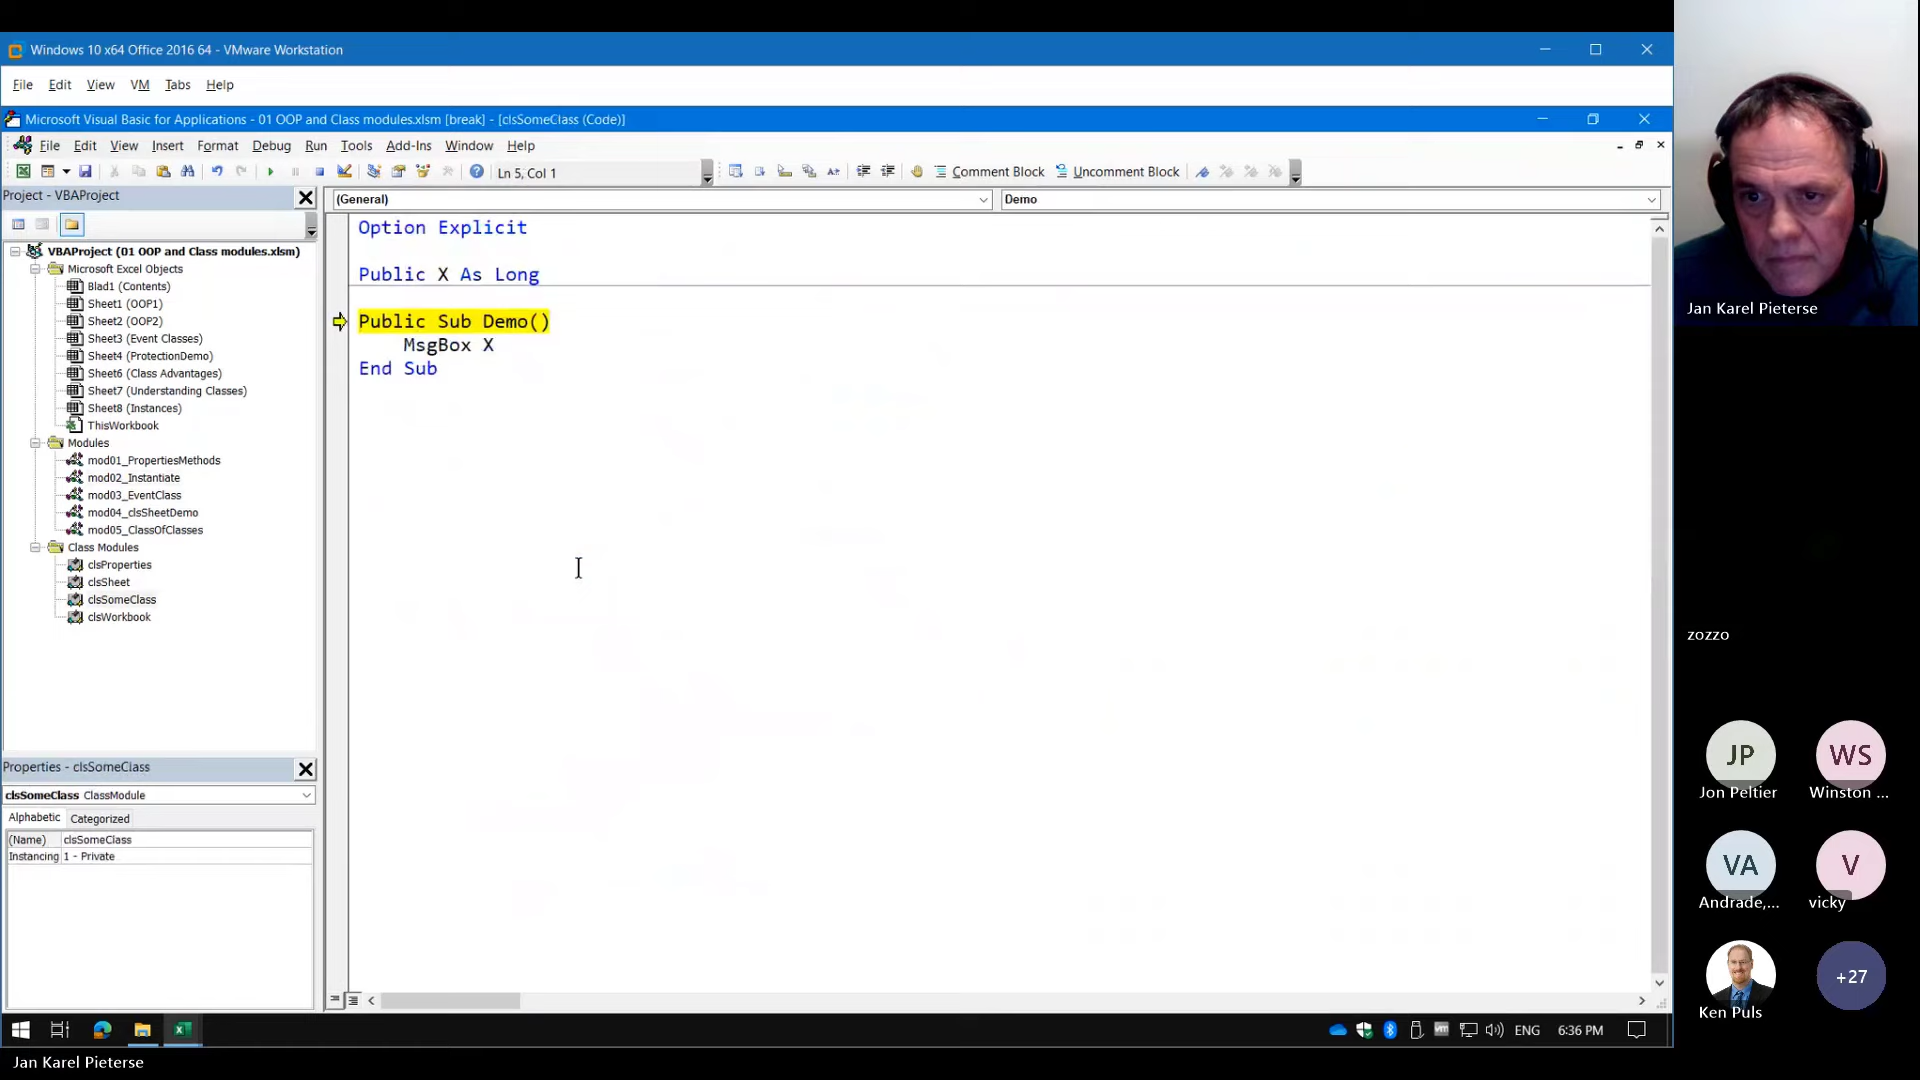 Windows 10 x64 Office 2016 64 - VMware Workstation
File Edit View VM Tabs Help
Microsoft Visual Basic for Applications - 01 OOP and Class modules.xlsm [break] - [clsSomeClass (Code)]
File Edit View Insert Format Debug Run Tools Add-Ins Window Help
Ln 5, Col 1
Comment Block Uncomment Block
Project - VBAProject
VBAProject (01 OOP and Class modules.xlsm)
Microsoft Excel Objects
Blad1 (Contents)
Sheet1 (OOP1)
Sheet2 (OOP2)
Sheet3 (Event Classes)
Sheet4 (ProtectionDemo)
Sheet6 (Class Advantages)
Sheet7 (Understanding Classes)
Sheet8 (Instances)
ThisWorkbook
Modules
mod01_PropertiesMethods
mod02_Instantiate
mod03_EventClass
mod04_clsSheetDemo
mod05_ClassOfClasses
Class Modules
clsProperties
clsSheet
clsSomeClass
clsWorkbook
Properties - clsSomeClass
clsSomeClass ClassModule
Alphabetic Categorized
(Name) clsSomeClass
Instancing 1 - Private
(General)
Demo
Option Explicit
Public X As Long
Public Sub Demo()
MsgBox X
End Sub
ENG 6:36 PM
Jan Karel Pieterse
Jan Karel Pieterse
zozzo
JP WS
Jon Peltier Winston ...
VA V
Andrade,... vicky
+27
Ken Puls